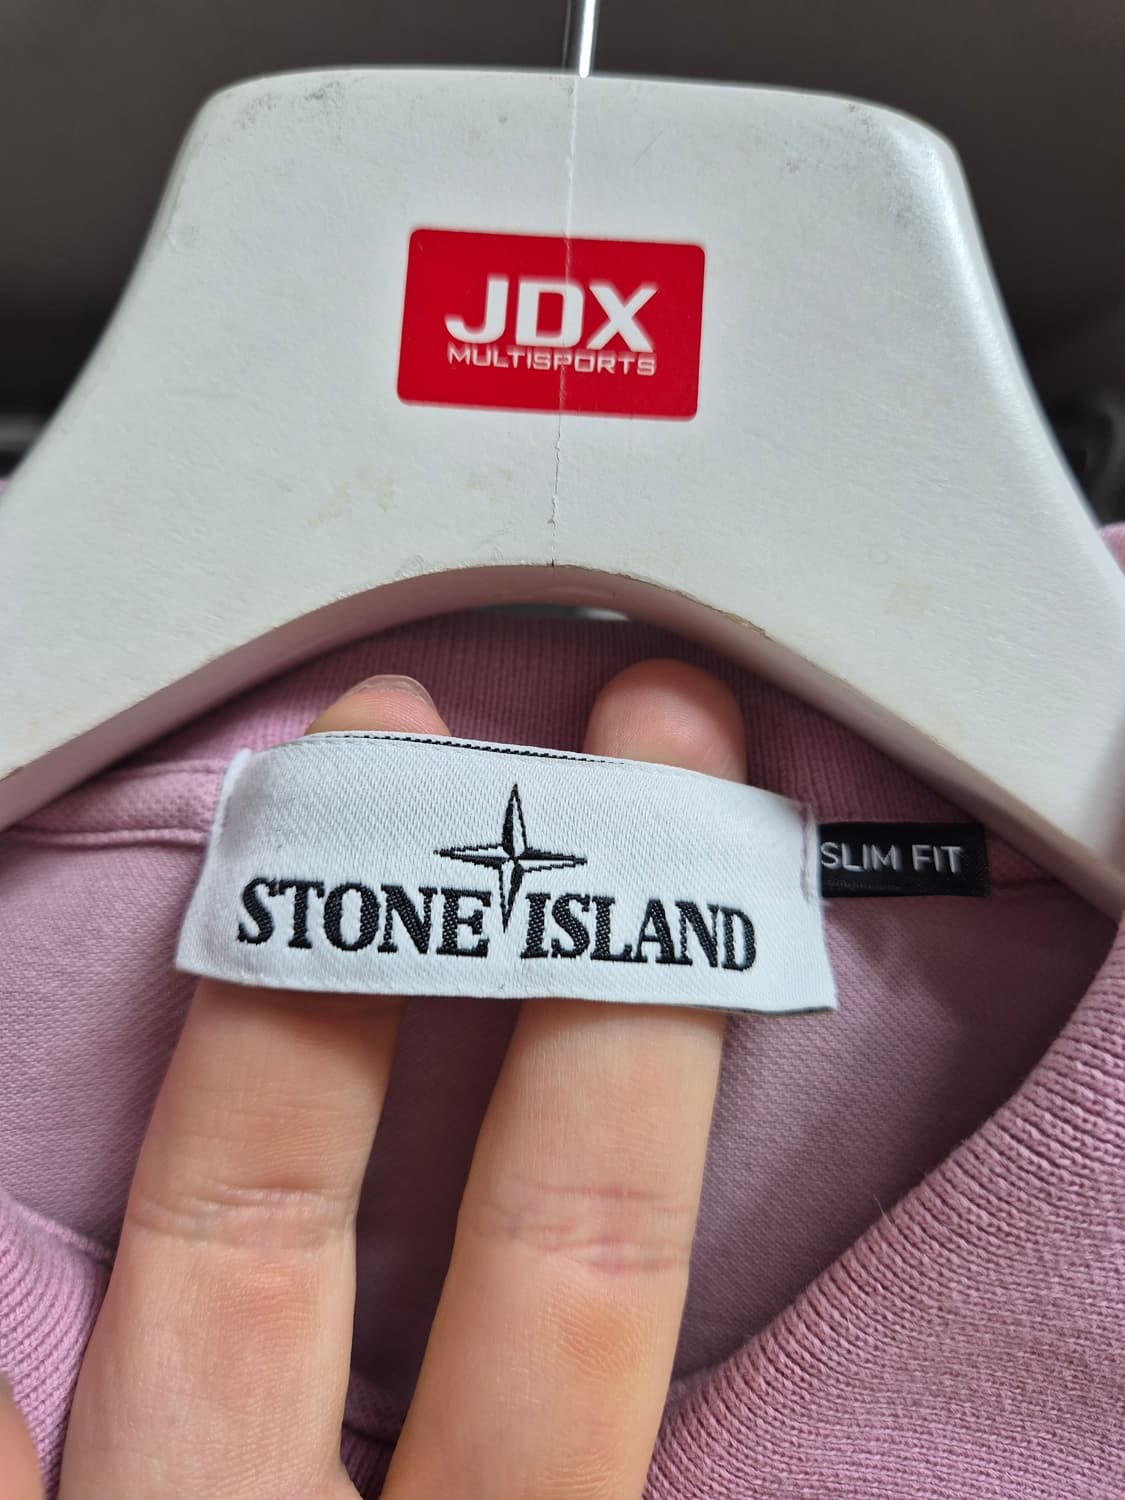 JDX
MULTISPORTS
STONE ISLAND
SLIM FIT